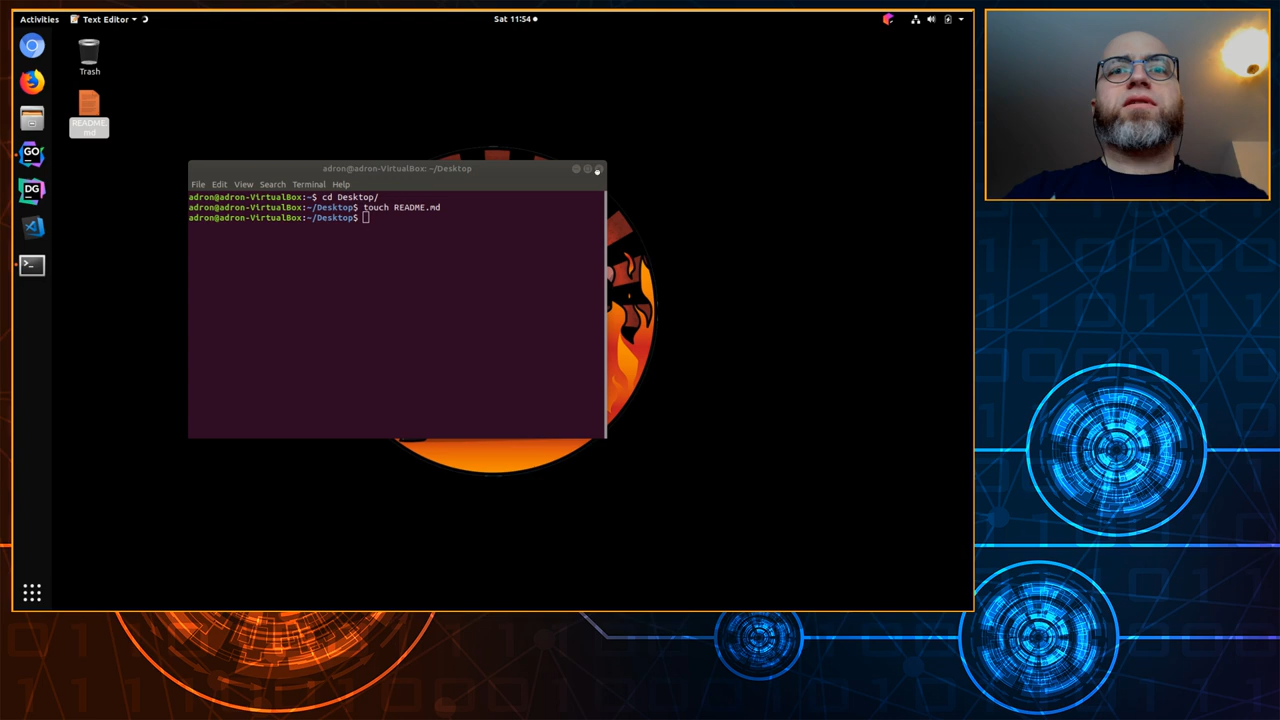 Activities
Text Editor
Sat 11:54
Trash
README.
md
GO
DG
adron@adron-VirtualBox: ~/Desktop
File Edit View Search Terminal Help
adron@adron-VirtualBox:~$ cd Desktop/
adron@adron-VirtualBox:~/Desktop$ touch README.md
adron@adron-VirtualBox:~/Desktop$